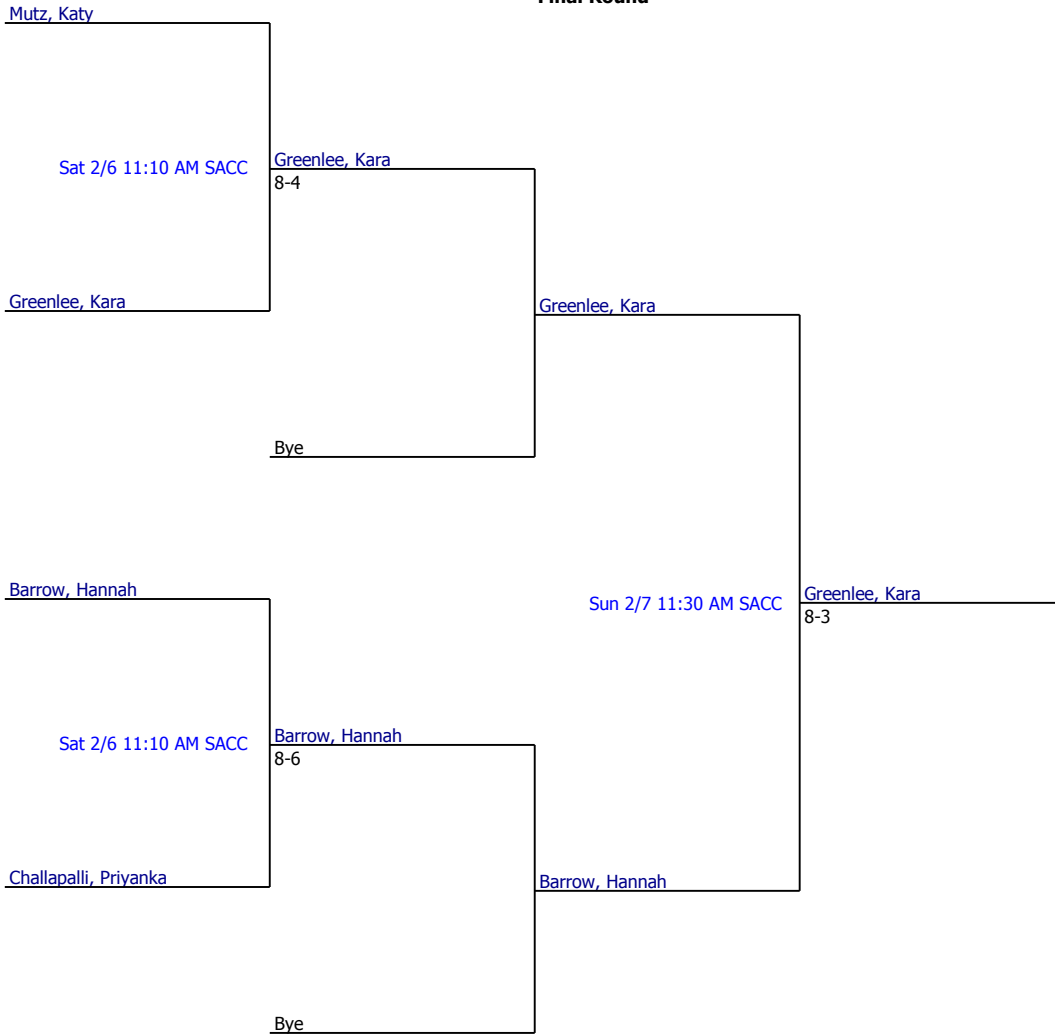 Final Round
Mutz, Katy
Sat 2/6 11:10 AM SACC
Greenlee, Kara
8-4
Greenlee, Kara
Greenlee, Kara
Bye
Barrow, Hannah
Sun 2/7 11:30 AM SACC
Greenlee, Kara
8-3
Sat 2/6 11:10 AM SACC
Barrow, Hannah
8-6
Challapalli, Priyanka
Barrow, Hannah
Bye